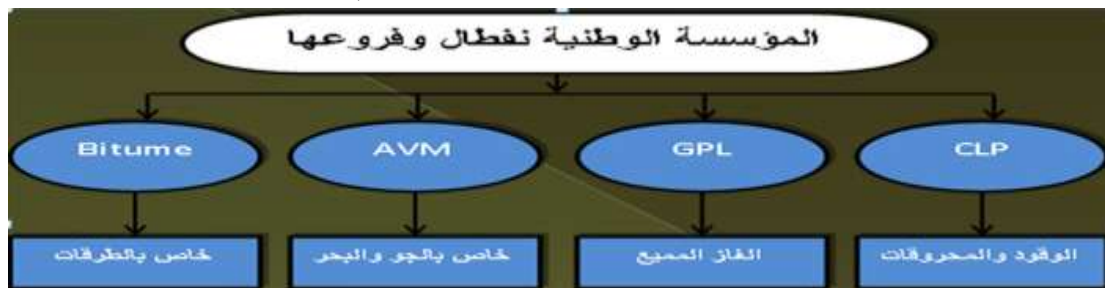 المؤسسة الوطنية نفطال وفروعها
Bitume
AVM
GPL
CLP
خاص بالطرقات
خاص بالجو والبحر
الغاز المميع
الوقود والمحروقات